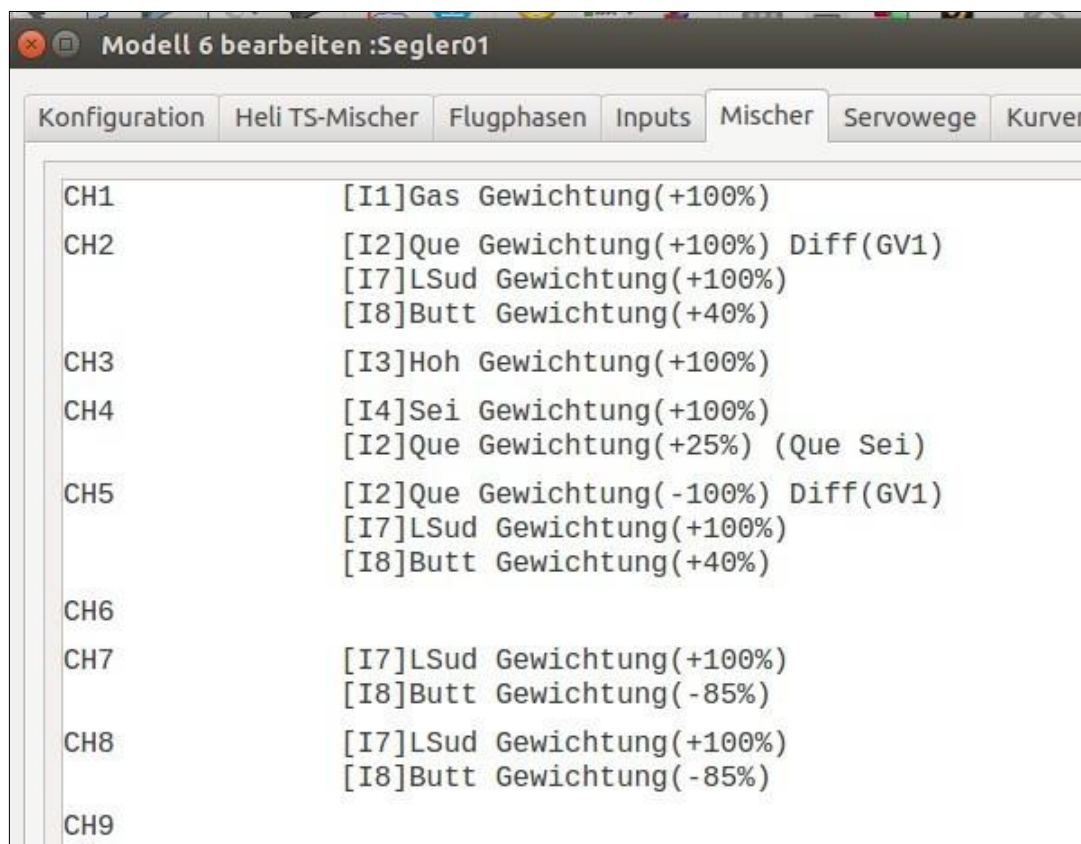 Modell 6 bearbeiten :Segler01
Konfiguration Heli TS-Mischer Flugphasen Inputs Mischer Servowege
CH1 [I1]Gas Gewichtung(+100%)
CH2 [I2]Que Gewichtung(+100%) Diff(GV1)
[I7]LSud Gewichtung(+100%)
[I8]Butt Gewichtung(+40%)
CH3 [I3]Hoh Gewichtung(+100%)
CH4 [I4]Sei Gewichtung(+100%)
[I2]Que Gewichtung(+25%) (Que Sei)
CH5 [I2]Que Gewichtung(-100%) Diff(GV1)
[I7]LSud Gewichtung(+100%)
[I8]Butt Gewichtung(+40%)
CH6
CH7 [I7]LSud Gewichtung(+100%)
[I8]Butt Gewichtung(-85%)
CH8 [I7]LSud Gewichtung(+100%)
[I8]Butt Gewichtung(-85%)
CH9